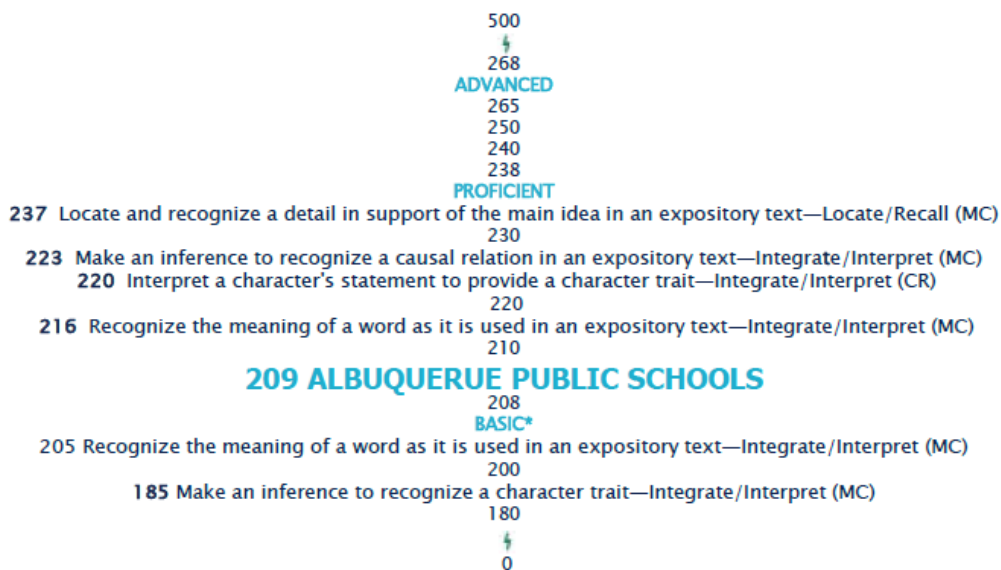 500
268
ADVANCED
265
250
240
238
PROFICIENT
237 Locate and recognize a detail in support of the main idea in an expository text—Locate/Recall (MC)
230
223 Make an inference to recognize a causal relation in an expository text—Integrate/Interpret (MC)
220 Interpret a character's statement to provide a character trait—Integrate/Interpret (CR)
220
216 Recognize the meaning of a word as it is used in an expository text—Integrate/Interpret (MC)
210
209 ALBUQUERUE PUBLIC SCHOOLS
208
BASIC*
205 Recognize the meaning of a word as it is used in an expository text—Integrate/Interpret (MC)
200
185 Make an inference to recognize a character trait—Integrate/Interpret (MC)
180
0